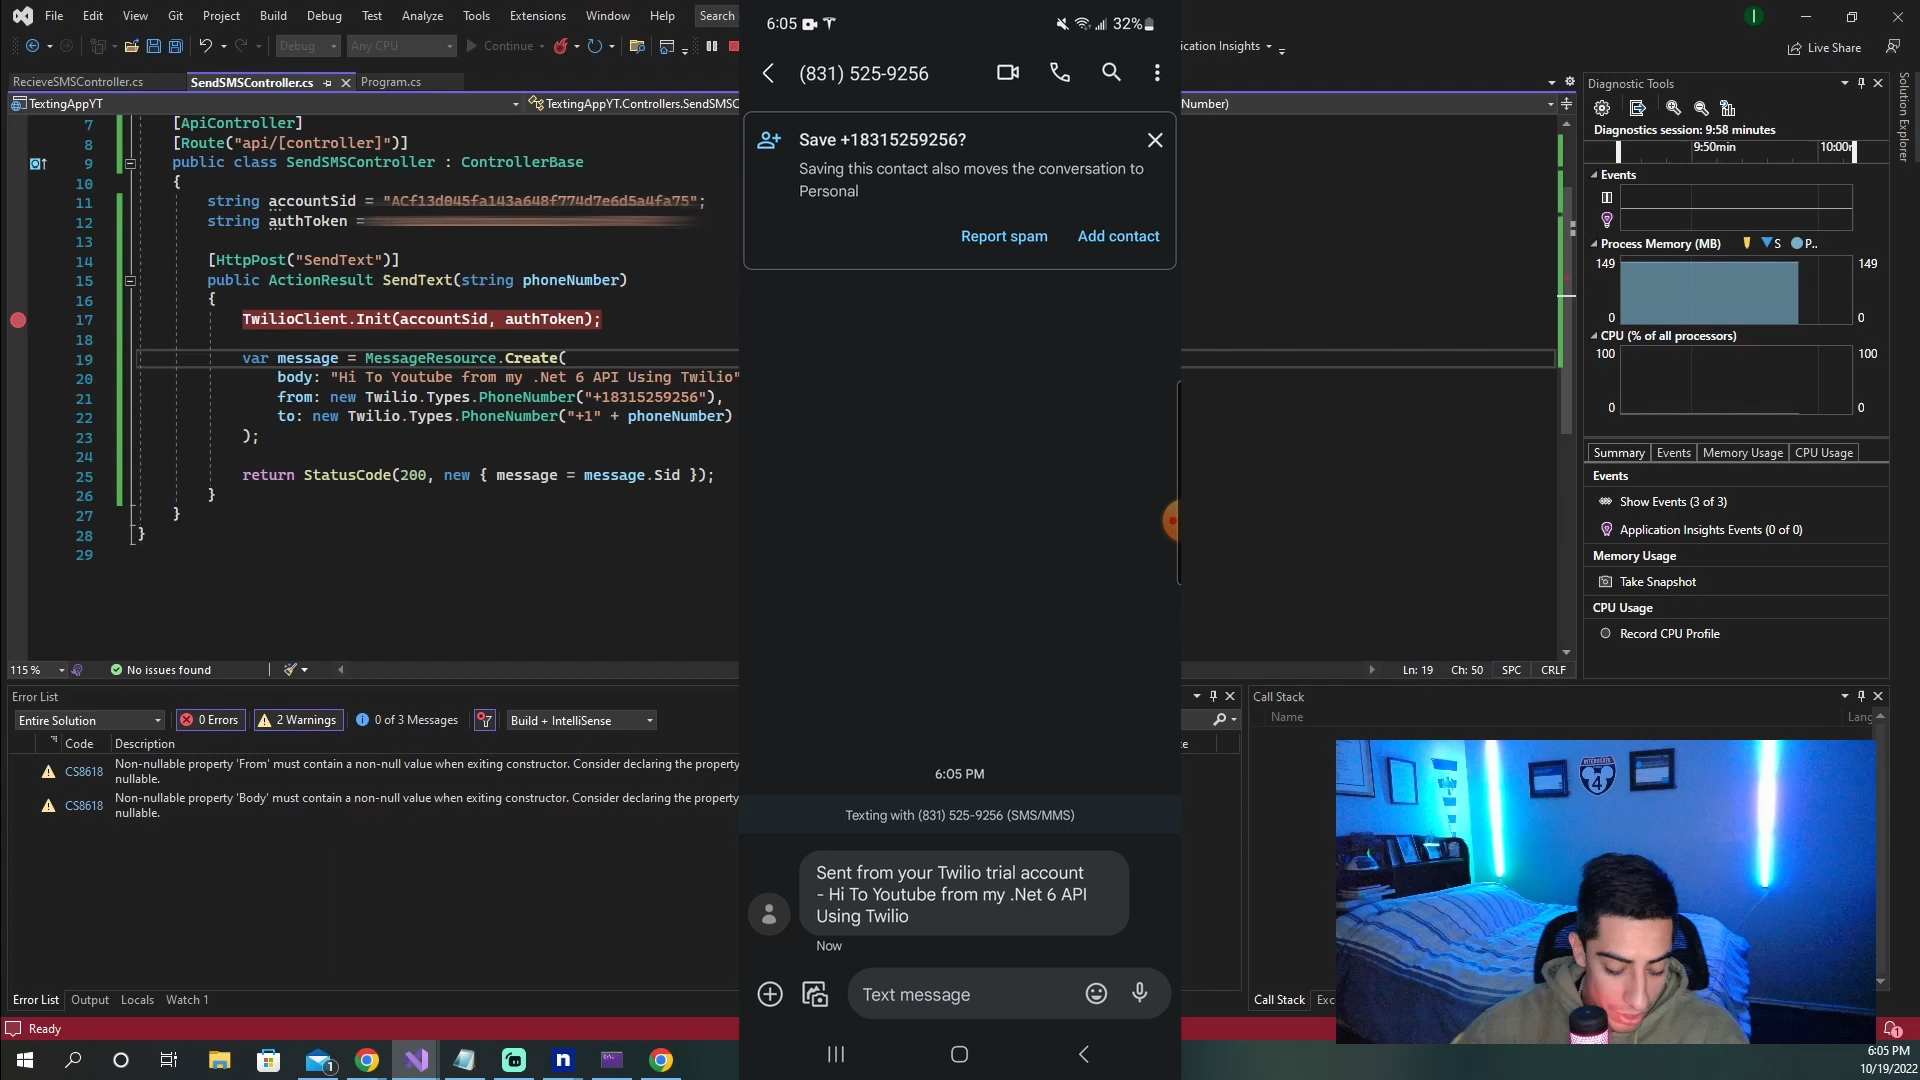 File Edit View Git Project Build Debug Test Analyze Tools Extensions Window Help Search
Debug Any CPU Continue
ication Insights
Live Share
RecieveSMSController.cs SendSMSController.cs Program.cs
TextingAppYT TextingAppYT.Controllers.SendSMSC Number)
7 [ApiController]
8 [Route("api/[controller]")]
9 public class SendSMSController : ControllerBase
10 {
11 string accountSid = "ACf13d045fa143a648f774d7e6d5a4fa75";
12 string authToken =
13
14 [HttpPost("SendText")]
15 public ActionResult SendText(string phoneNumber)
16 {
17 TwilioClient.Init(accountSid, authToken);
18
19 var message = MessageResource.Create(
20 body: "Hi To Youtube from my .Net 6 API Using Twilio"
21 from: new Twilio.Types.PhoneNumber("+18315259256"),
22 to: new Twilio.Types.PhoneNumber("+1" + phoneNumber)
23 );
24
25 return StatusCode(200, new { message = message.Sid });
26 }
27 }
28 }
29
115 % No issues found
Ln: 19 Ch: 50 SPC CRLF
Error List
Entire Solution 0 Errors 2 Warnings 0 of 3 Messages Build + IntelliSense
Code Description
CS8618 Non-nullable property 'From' must contain a non-null value when exiting constructor. Consider declaring the property
nullable.
CS8618 Non-nullable property 'Body' must contain a non-null value when exiting constructor. Consider declaring the property
nullable.
Error List Output Locals Watch 1
Ready
6:05 32%
(831) 525-9256
Save +18315259256?
Saving this contact also moves the conversation to
Personal
Report spam Add contact
6:05 PM
Texting with (831) 525-9256 (SMS/MMS)
Sent from your Twilio trial account
- Hi To Youtube from my .Net 6 API
Using Twilio
Now
Text message
Diagnostic Tools
Diagnostics session: 9:58 minutes
9:50min 10:00
Events
Process Memory (MB) S P..
149 149
0 0
CPU (% of all processors)
100 100
0 0
Summary Events Memory Usage CPU Usage
Events
Show Events (3 of 3)
Application Insights Events (0 of 0)
Memory Usage
Take Snapshot
CPU Usage
Record CPU Profile
Solution Explorer
Call Stack
Name Lang
Call Stack Exc
INTERSTATE
4
1
1
6:05 PM
10/19/2022